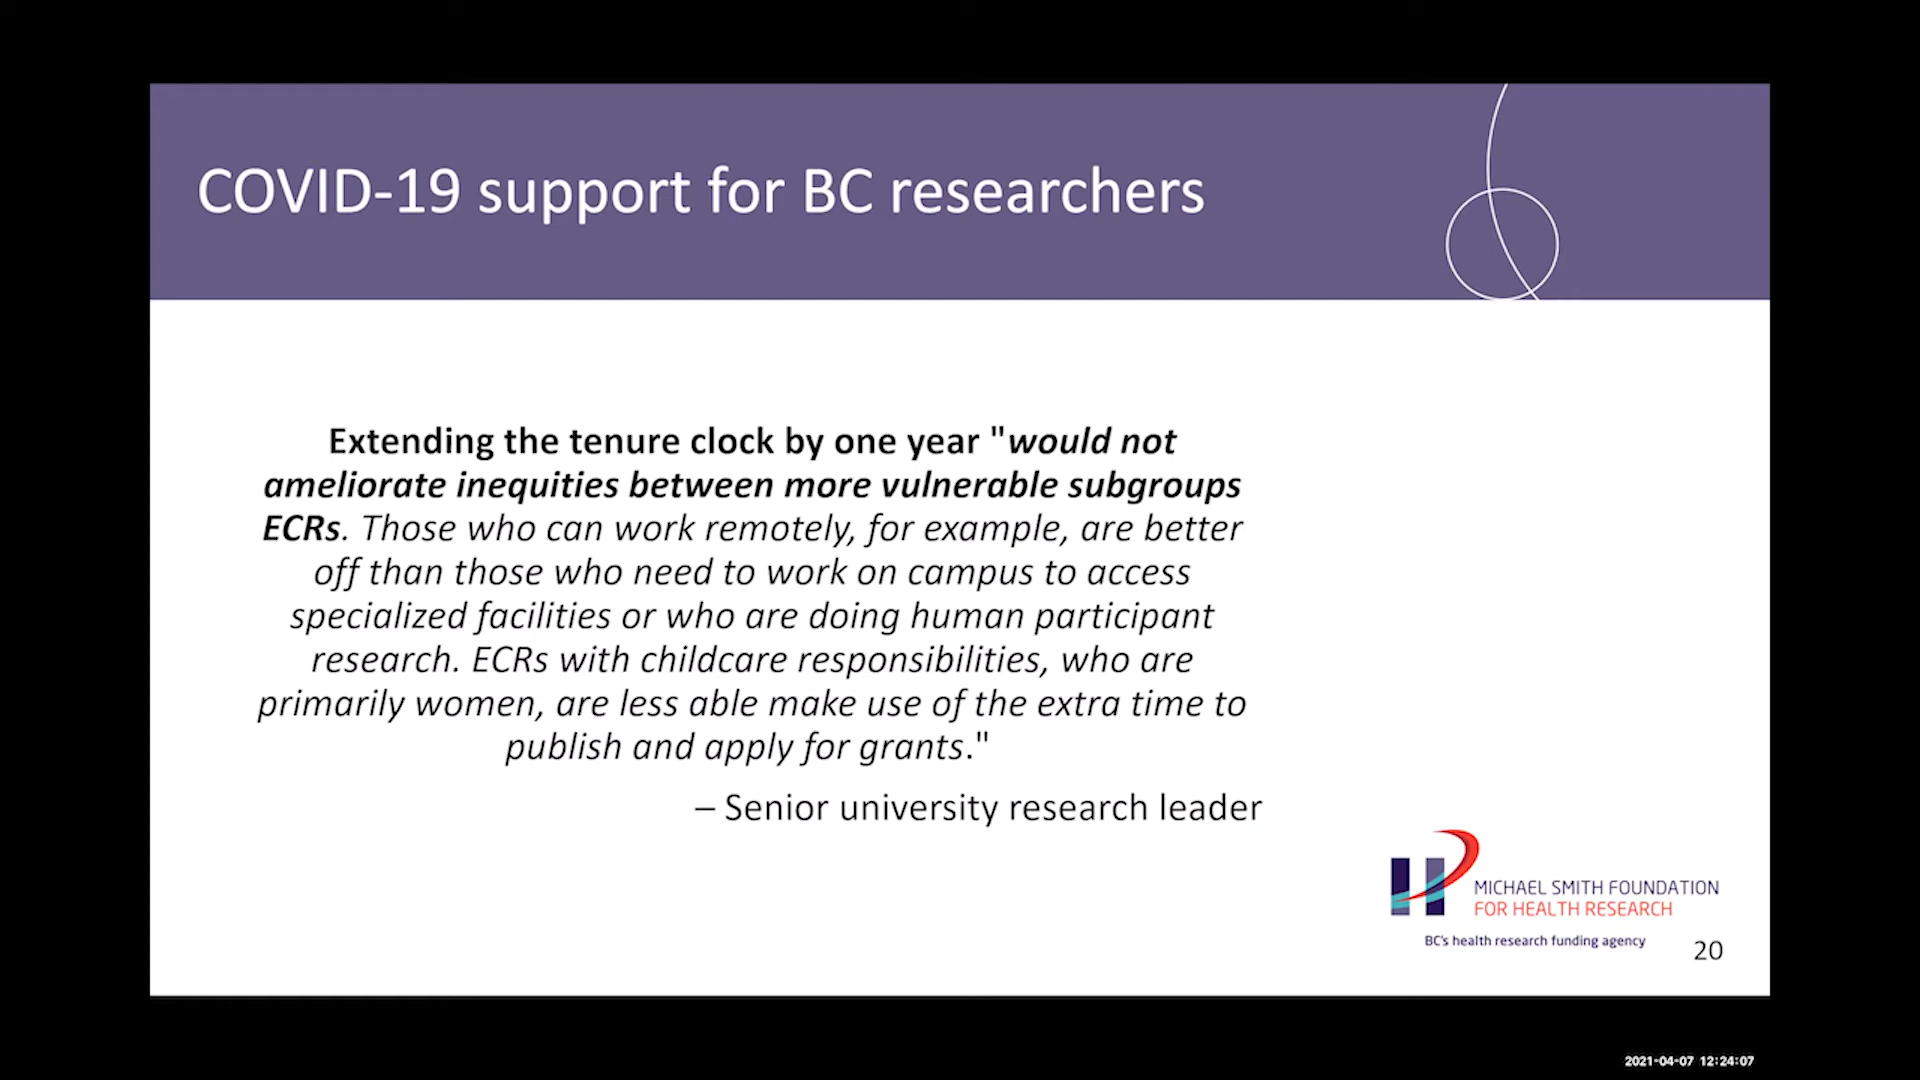 COVID-19 support for BC researchers
Extending the tenure clock by one year "would not
ameliorate inequities between more vulnerable subgroups
ECRs. Those who can work remotely, for example, are better
off than those who need to work on campus to access
specialized facilities or who are doing human participant
research. ECRs with childcare responsibilities, who are
primarily women, are less able make use of the extra time to
publish and apply for grants."
– Senior university research leader
MICHAEL SMITH FOUNDATION
FOR HEALTH RESEARCH
BC's health research funding agency
20
2021-04-07 12:24:07